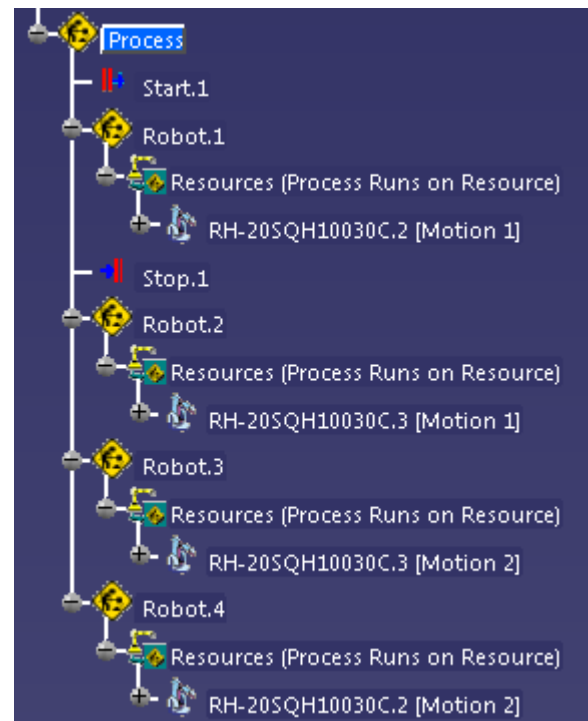 Process
Start.1
Robot.1
Resources (Process Runs on Resource)
RH-20SQH10030C.2 [Motion 1]
Stop.1
Robot.2
Resources (Process Runs on Resource)
RH-20SQH10030C.3 [Motion 1]
Robot.3
Resources (Process Runs on Resource)
RH-20SQH10030C.3 [Motion 2]
Robot.4
Resources (Process Runs on Resource)
RH-20SQH10030C.2 [Motion 2]